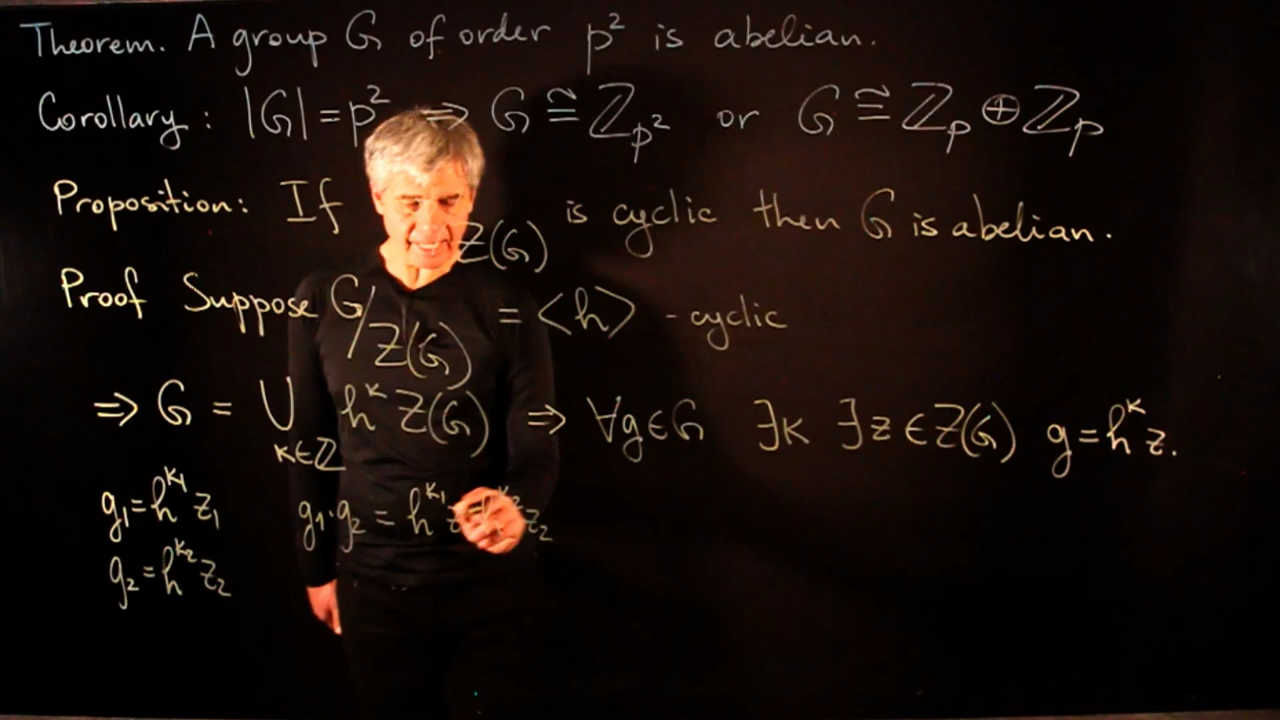 Theorem. A group G of order p² is abelian.
Corollary: |G|=p² ⇒ G ≅ ℤ_{p²} or G ≅ ℤ_p ⊕ ℤ_p
Proposition: If Z(G) is cyclic then G is abelian.
Proof Suppose G/Z(G) = <h> - cyclic
⇒ G = ∪_{k∈ℤ} h^k Z(G) ⇒ ∀g∈G ∃k ∃z∈Z(G) g=h^k z.
g₁=h^{k₁} z₁ g₁·g₂ = h^{k₁} z₂
g₂=h^{k₂} z₂